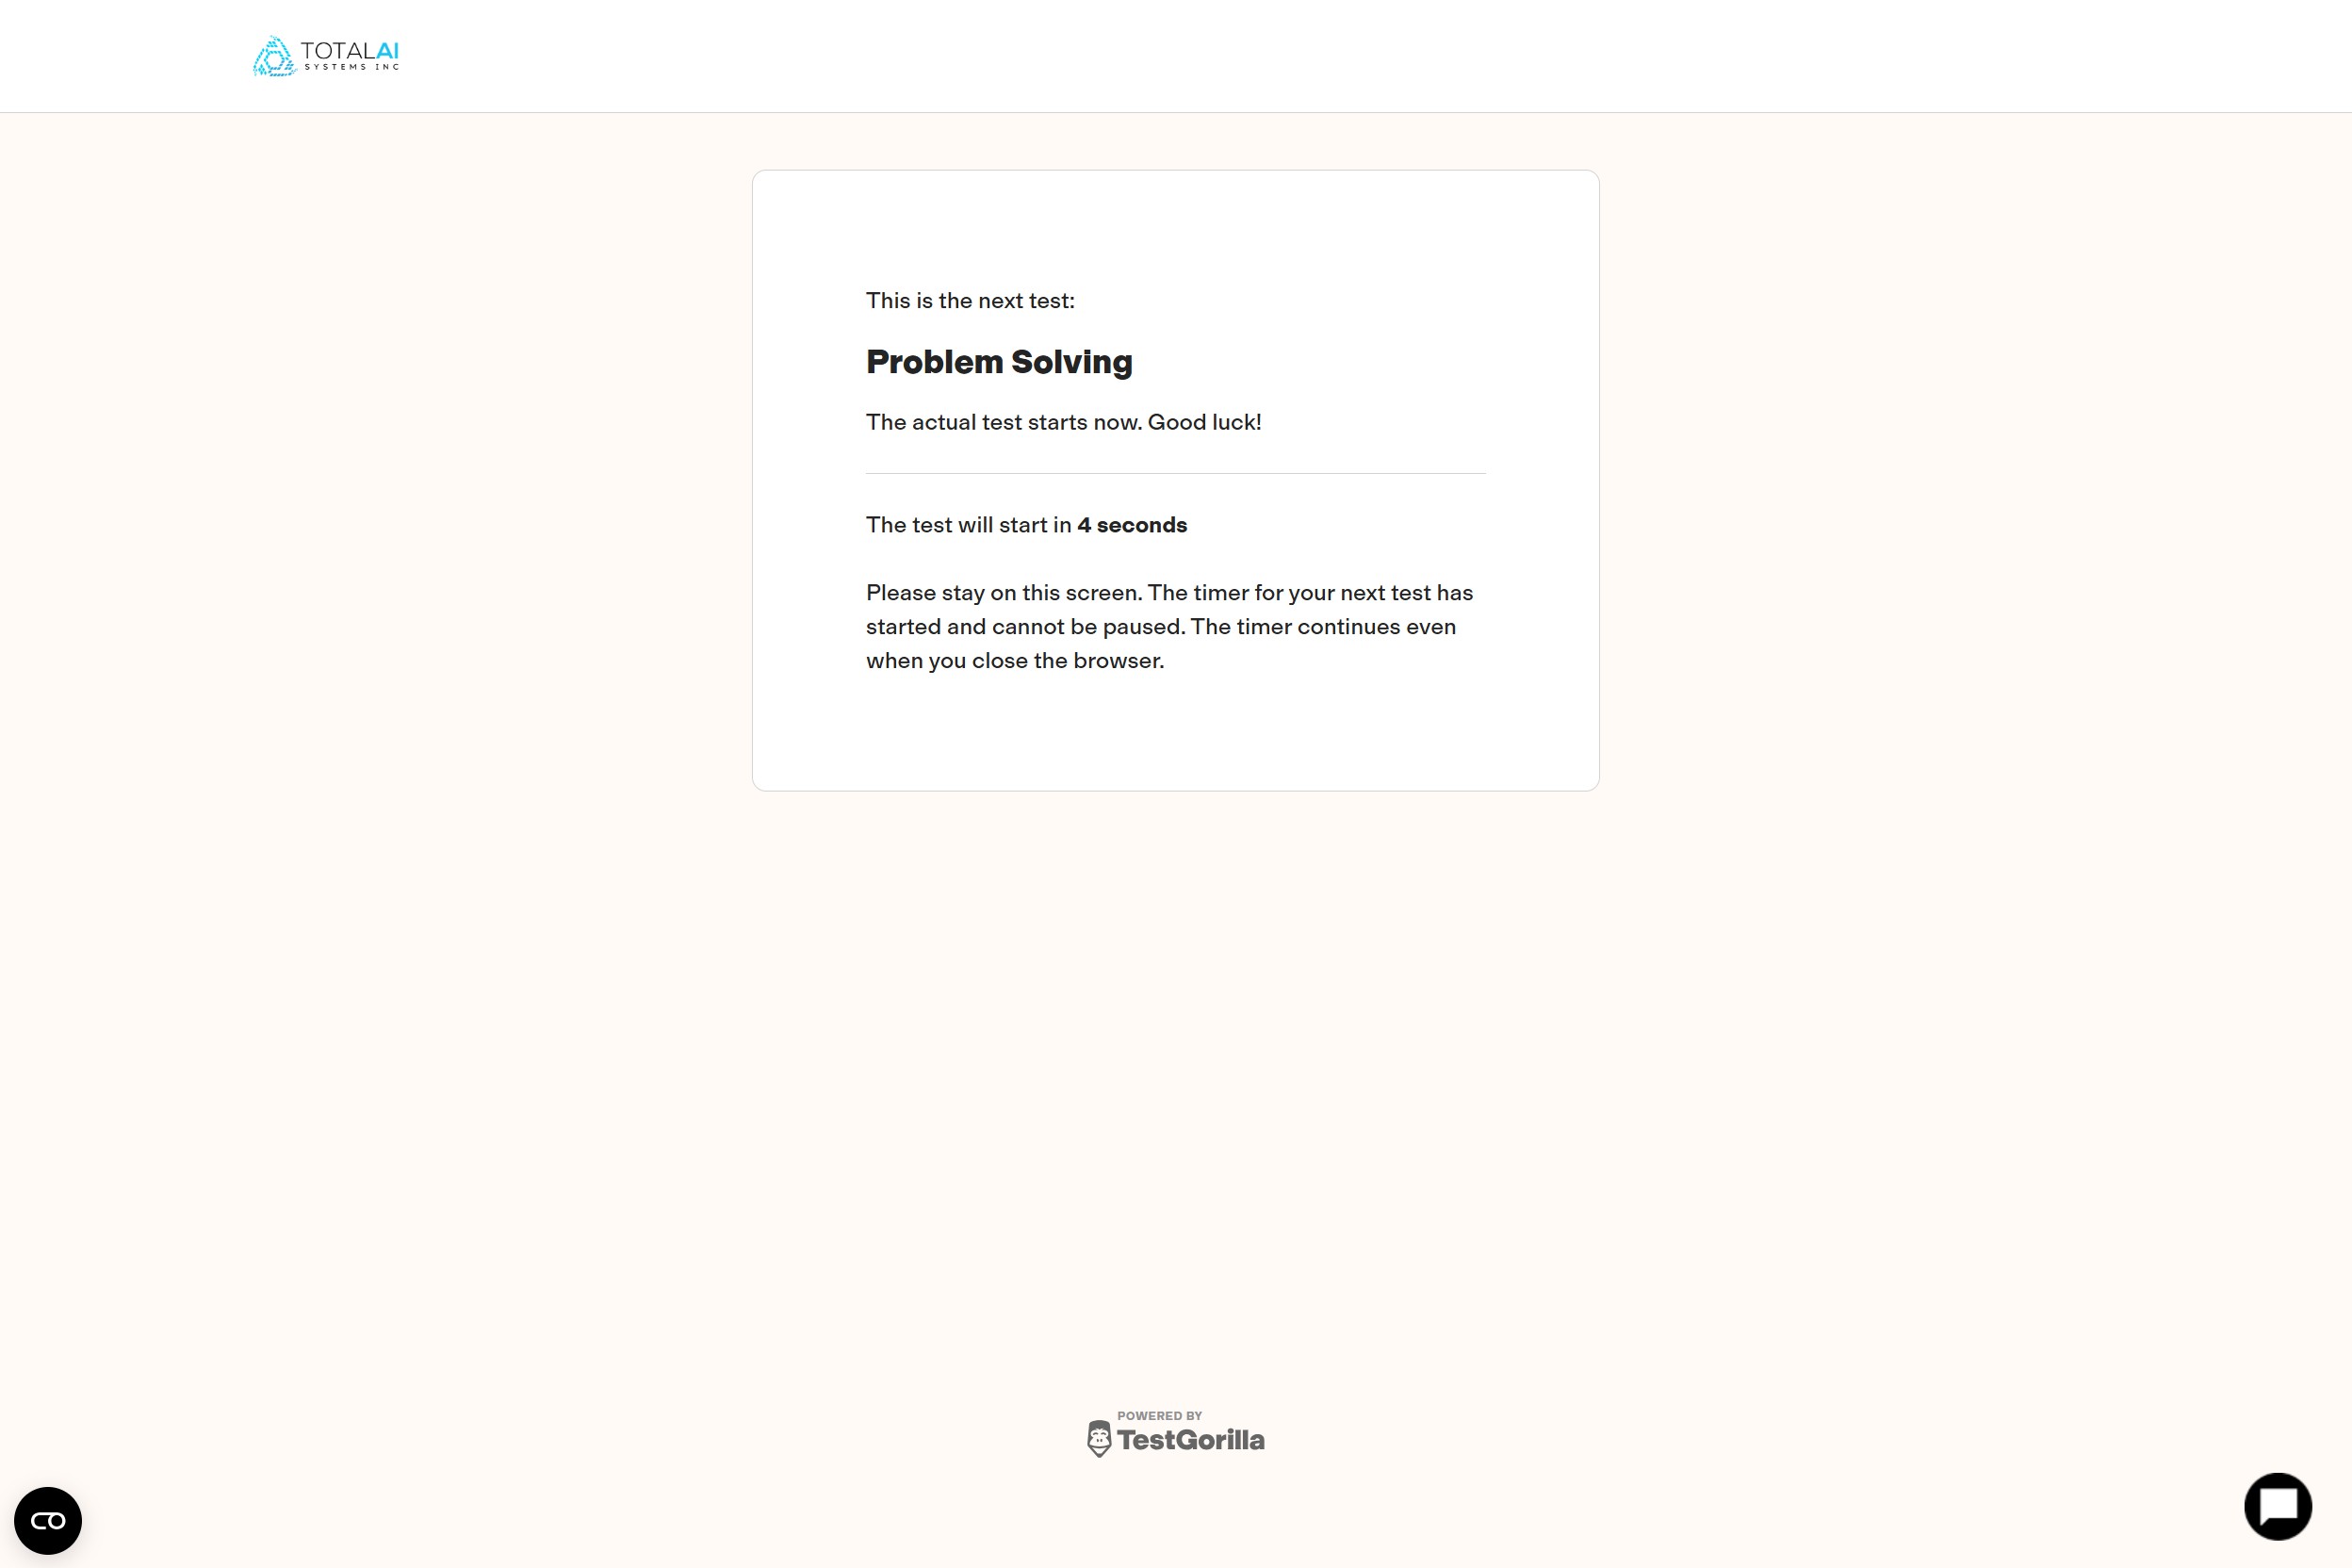 TOTALAI
SYSTEMS INC
This is the next test:
Problem Solving
The actual test starts now. Good luck!
The test will start in 4 seconds
Please stay on this screen. The timer for your next test has
started and cannot be paused. The timer continues even
when you close the browser.
POWERED BY
TestGorilla